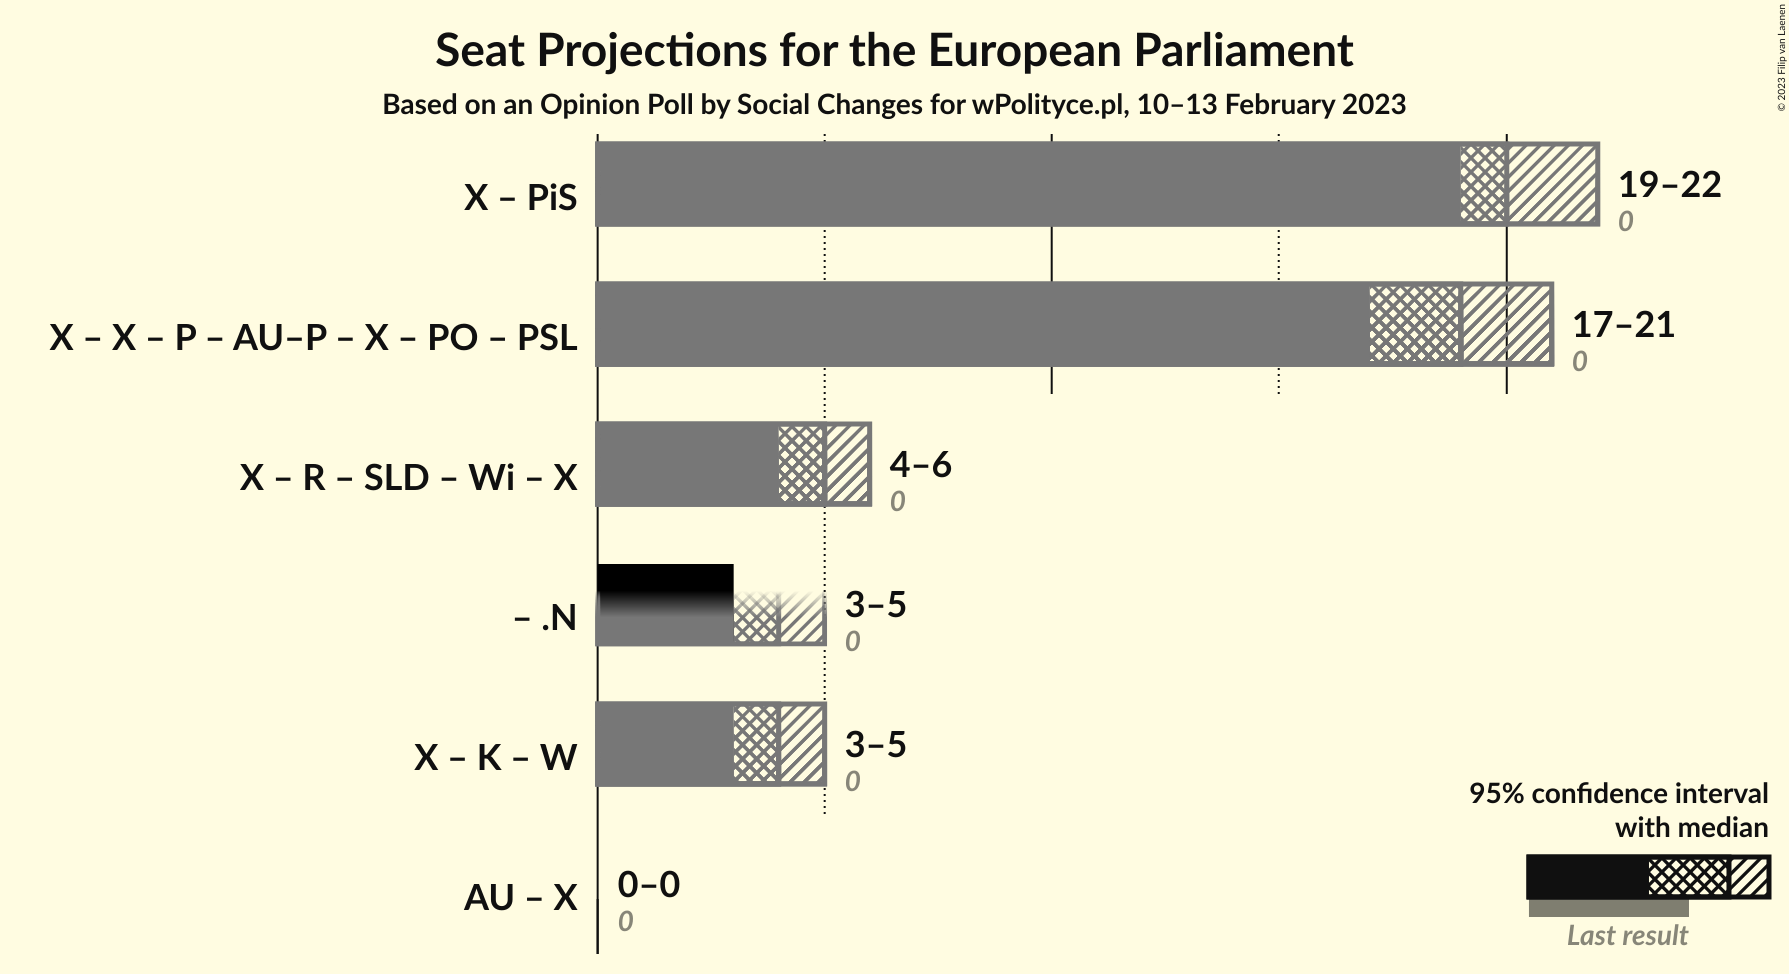 Seat Projections for the European Parliament
Based on an Opinion Poll by Social Changes for wPolityce.pl, 10–13 February 2023
© 2023 Filip van Laenen
X – PiS
19–22
0
X – X – P – AU–P – X – PO – PSL
17–21
0
X – R – SLD – Wi – X
4–6
0
– .N
3–5
0
X – K – W
3–5
0
AU – X
0–0
0
95% confidence interval
with median
Last result